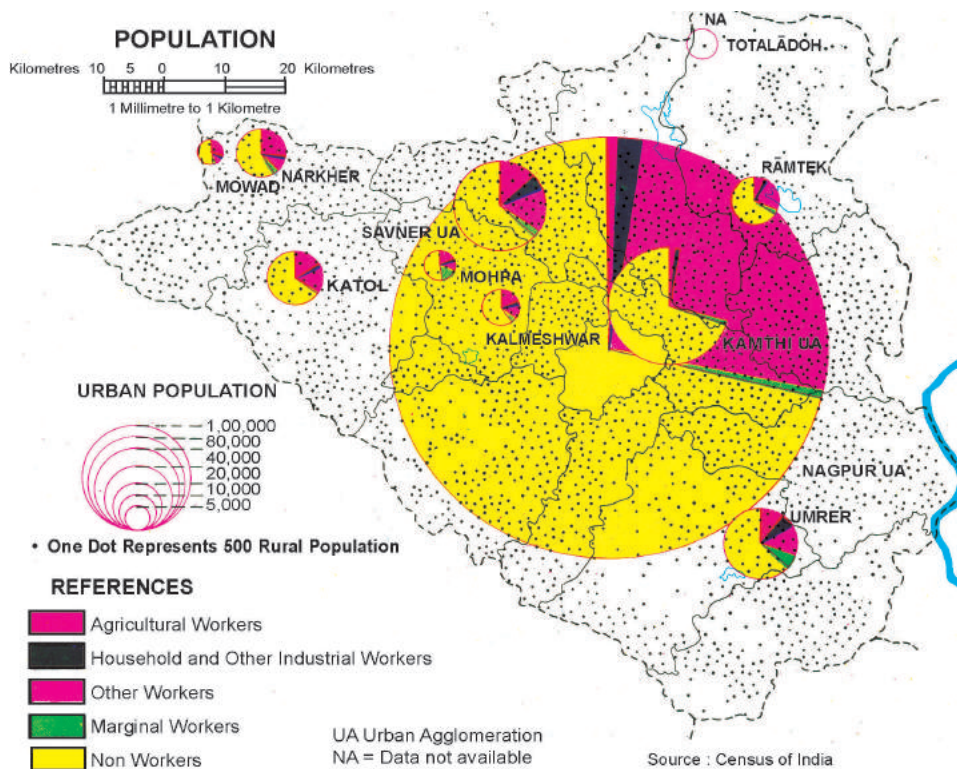 POPULATION
Kilometres 10 5 0 10 20 Kilometres
1 Millimetre to 1 Kilometre
NA
TOTALĀDOH
MOWAD
NARKHER
RĀMTEK
SAVNER UA
MOHPA
KATOL
KALMESHWAR
KAMTHI UA
NAGPUR UA
UMRER
URBAN POPULATION
1,00,000
80,000
40,000
20,000
10,000
5,000
• One Dot Represents 500 Rural Population
REFERENCES
Agricultural Workers
Household and Other Industrial Workers
Other Workers
Marginal Workers
Non Workers
UA Urban Agglomeration
NA = Data not available
Source : Census of India